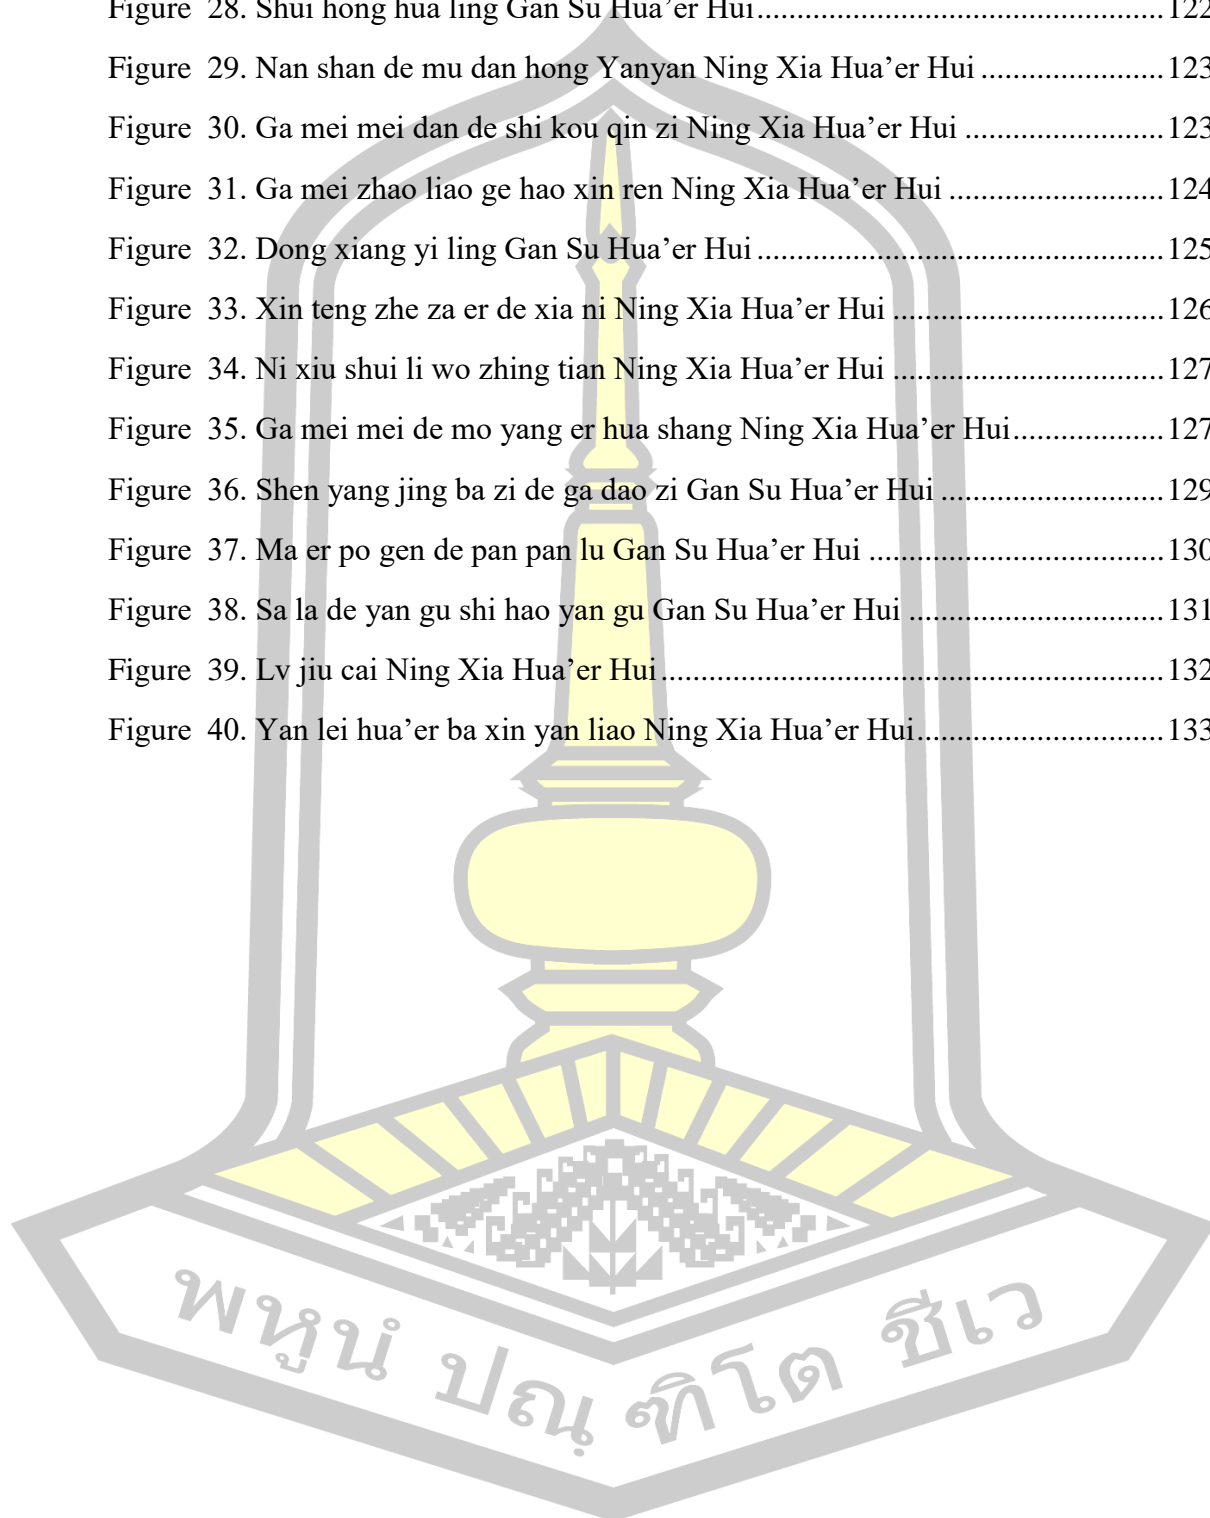 Figure 28. Shui hong hua ling Gan Su Hua’er Hui.......................................................122
Figure 29. Nan shan de mu dan hong Yanyan Ning Xia Hua’er Hui........................123
Figure 30. Ga mei mei dan de shi kou qin zi Ning Xia Hua’er Hui..........................123
Figure 31. Ga mei zhao liao ge hao xin ren Ning Xia Hua’er Hui............................124
Figure 32. Dong xiang yi ling Gan Su Hua’er Hui.......................................................125
Figure 33. Xin teng zhe za er de xia ni Ning Xia Hua’er Hui....................................126
Figure 34. Ni xiu shui li wo zhing tian Ning Xia Hua’er Hui....................................127
Figure 35. Ga mei mei de mo yang er hua shang Ning Xia Hua’er Hui....................127
Figure 36. Shen yang jing ba zi de ga dao zi Gan Su Hua’er Hui..............................129
Figure 37. Ma er po gen de pan pan lu Gan Su Hua’er Hui........................................130
Figure 38. Sa la de yan gu shi hao yan gu Gan Su Hua’er Hui..................................131
Figure 39. Lv jiu cai Ning Xia Hua’er Hui...................................................................132
Figure 40. Yan lei hua’er ba xin yan liao Ning Xia Hua’er Hui................................133
พหูนํ ปณฺฑิโต ชีเว